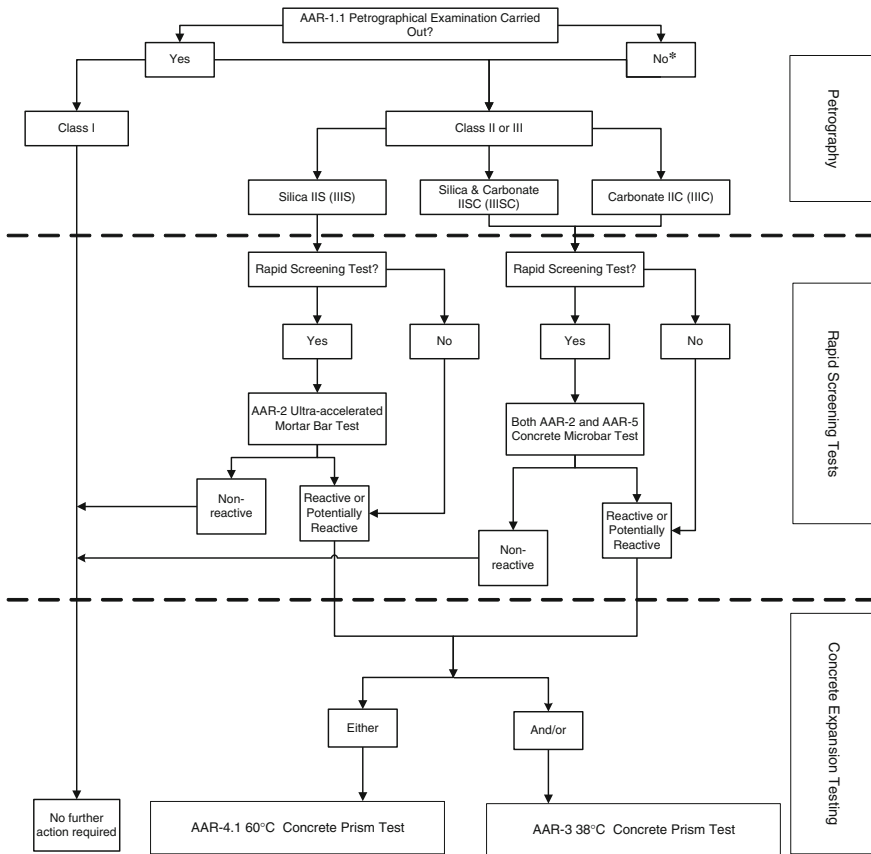 AAR-1.1 Petrographical Examination Carried
Out?
Yes
No*
Class I
Class II or III
Silica IIS (IIIS)
Silica & Carbonate
IISC (IIISC)
Carbonate IIC (IIIC)
Petrography
Rapid Screening Test?
Rapid Screening Test?
Yes
No
Yes
No
AAR-2 Ultra-accelerated
Mortar Bar Test
Both AAR-2 and AAR-5
Concrete Microbar Test
Non-
reactive
Reactive or
Potentially
Reactive
Non-
reactive
Reactive or
Potentially
Reactive
Rapid Screening Tests
Either
And/or
No further
action required
AAR-4.1 60°C Concrete Prism Test
AAR-3 38°C Concrete Prism Test
Concrete Expansion Testing